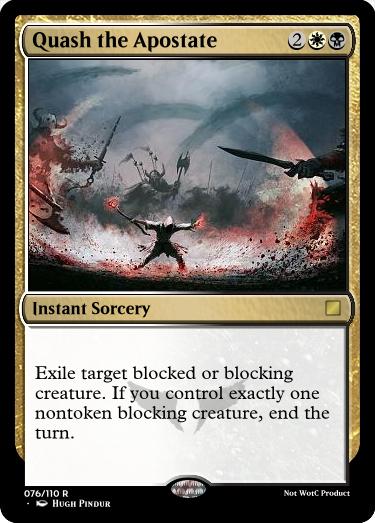 Quash the Apostate 2
Instant Sorcery
Exile target blocked or blocking
creature. If you control exactly one
nontoken blocking creature, end the
turn.
076/110 R
Not WotC Product
· Hugh Pindur